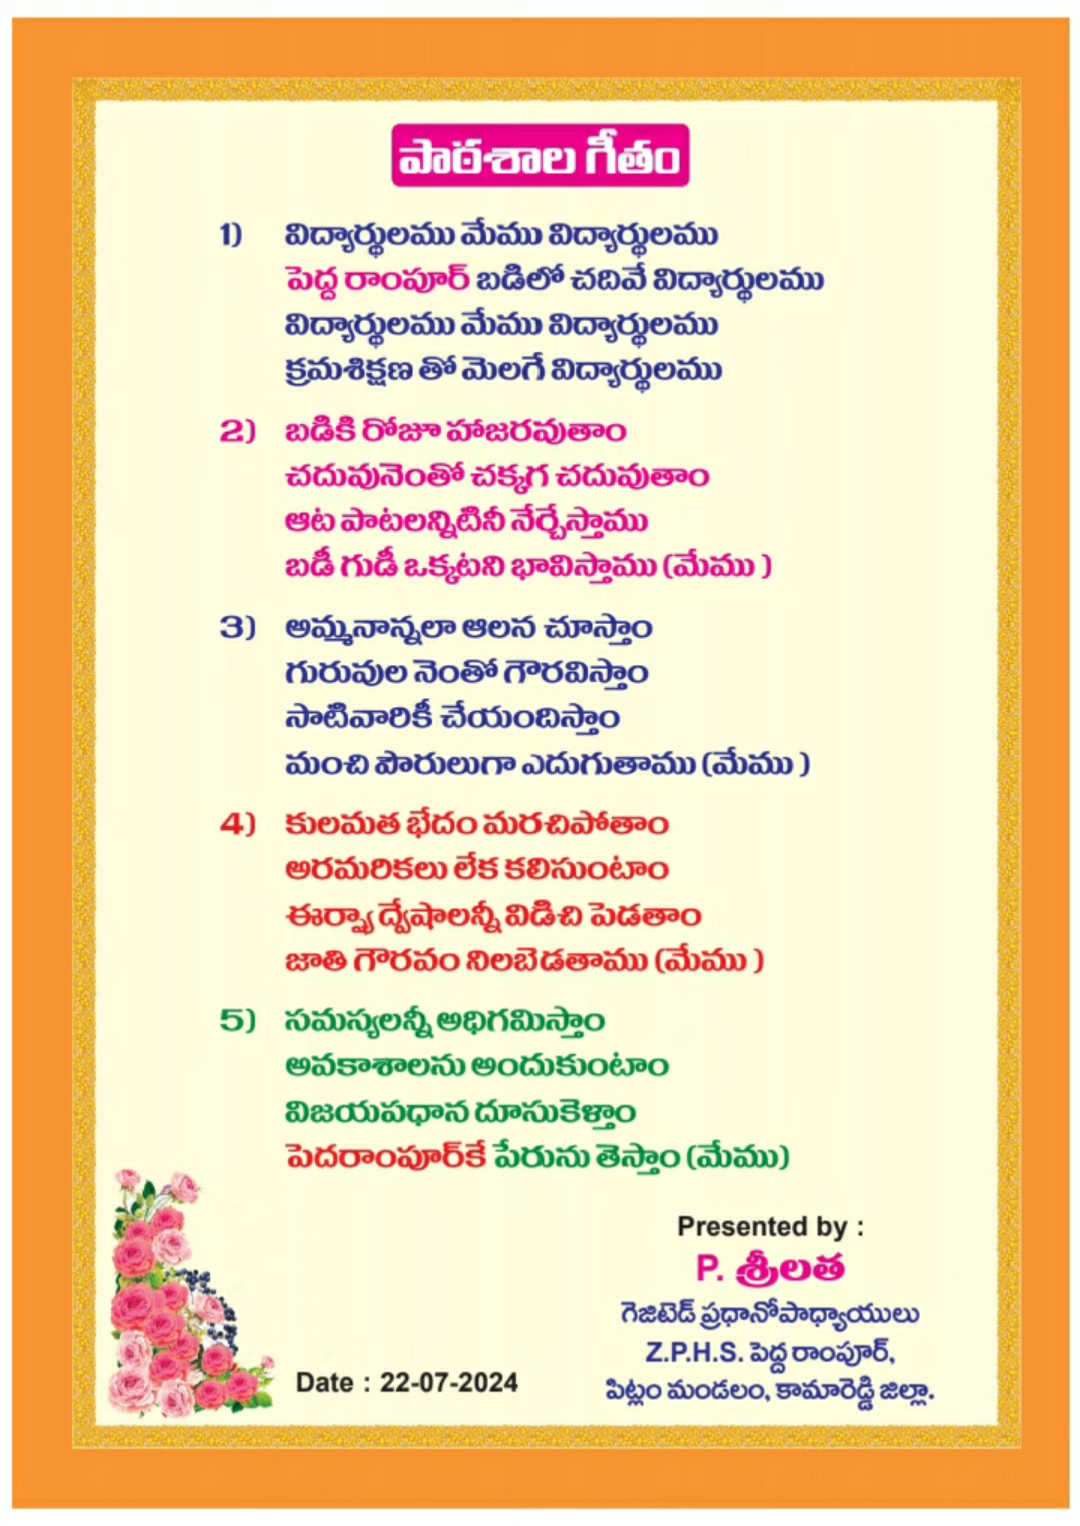 పాఠశాల గీతం
1) విద్యార్థులము మేము విద్యార్థులము
పెద్ద రాంపూర్ బడిలో చదివే విద్యార్థులము
విద్యార్థులము మేము విద్యార్థులము
క్రమశిక్షణ తో మెలగే విద్యార్థులము
2) బడికి రోజూ హాజరవుతాం
చదువునెంతో చక్కగ చదువుతాం
ఆట పాటలన్నిటినీ నేర్చేస్తాము
బడీ గుడీ ఒక్కటని భావిస్తాము (మేము )
3) అమ్మనాన్నలా ఆలన చూస్తాం
గురువుల నెంతో గౌరవిస్తాం
సాటివారికీ చేయందిస్తాం
మంచి పౌరులుగా ఎదుగుతాము (మేము )
4) కులమత భేదం మరచిపోతాం
అరమరికలు లేక కలిసుంటాం
ఈర్ష్యా ద్వేషాలన్నీ విడిచి పెడతాం
జాతి గౌరవం నిలబెడతాము (మేము )
5) సమస్యలన్నీ అధిగమిస్తాం
అవకాశాలను అందుకుంటాం
విజయపధాన దూసుకెళ్తాం
పెదరాంపూర్‌కే పేరును తెస్తాం (మేము)
Presented by :
P. శ్రీలత
గెజిటెడ్ ప్రధానోపాధ్యాయులు
Z.P.H.S. పెద్ద రాంపూర్,
పిట్లం మండలం, కామారెడ్డి జిల్లా.
Date : 22-07-2024